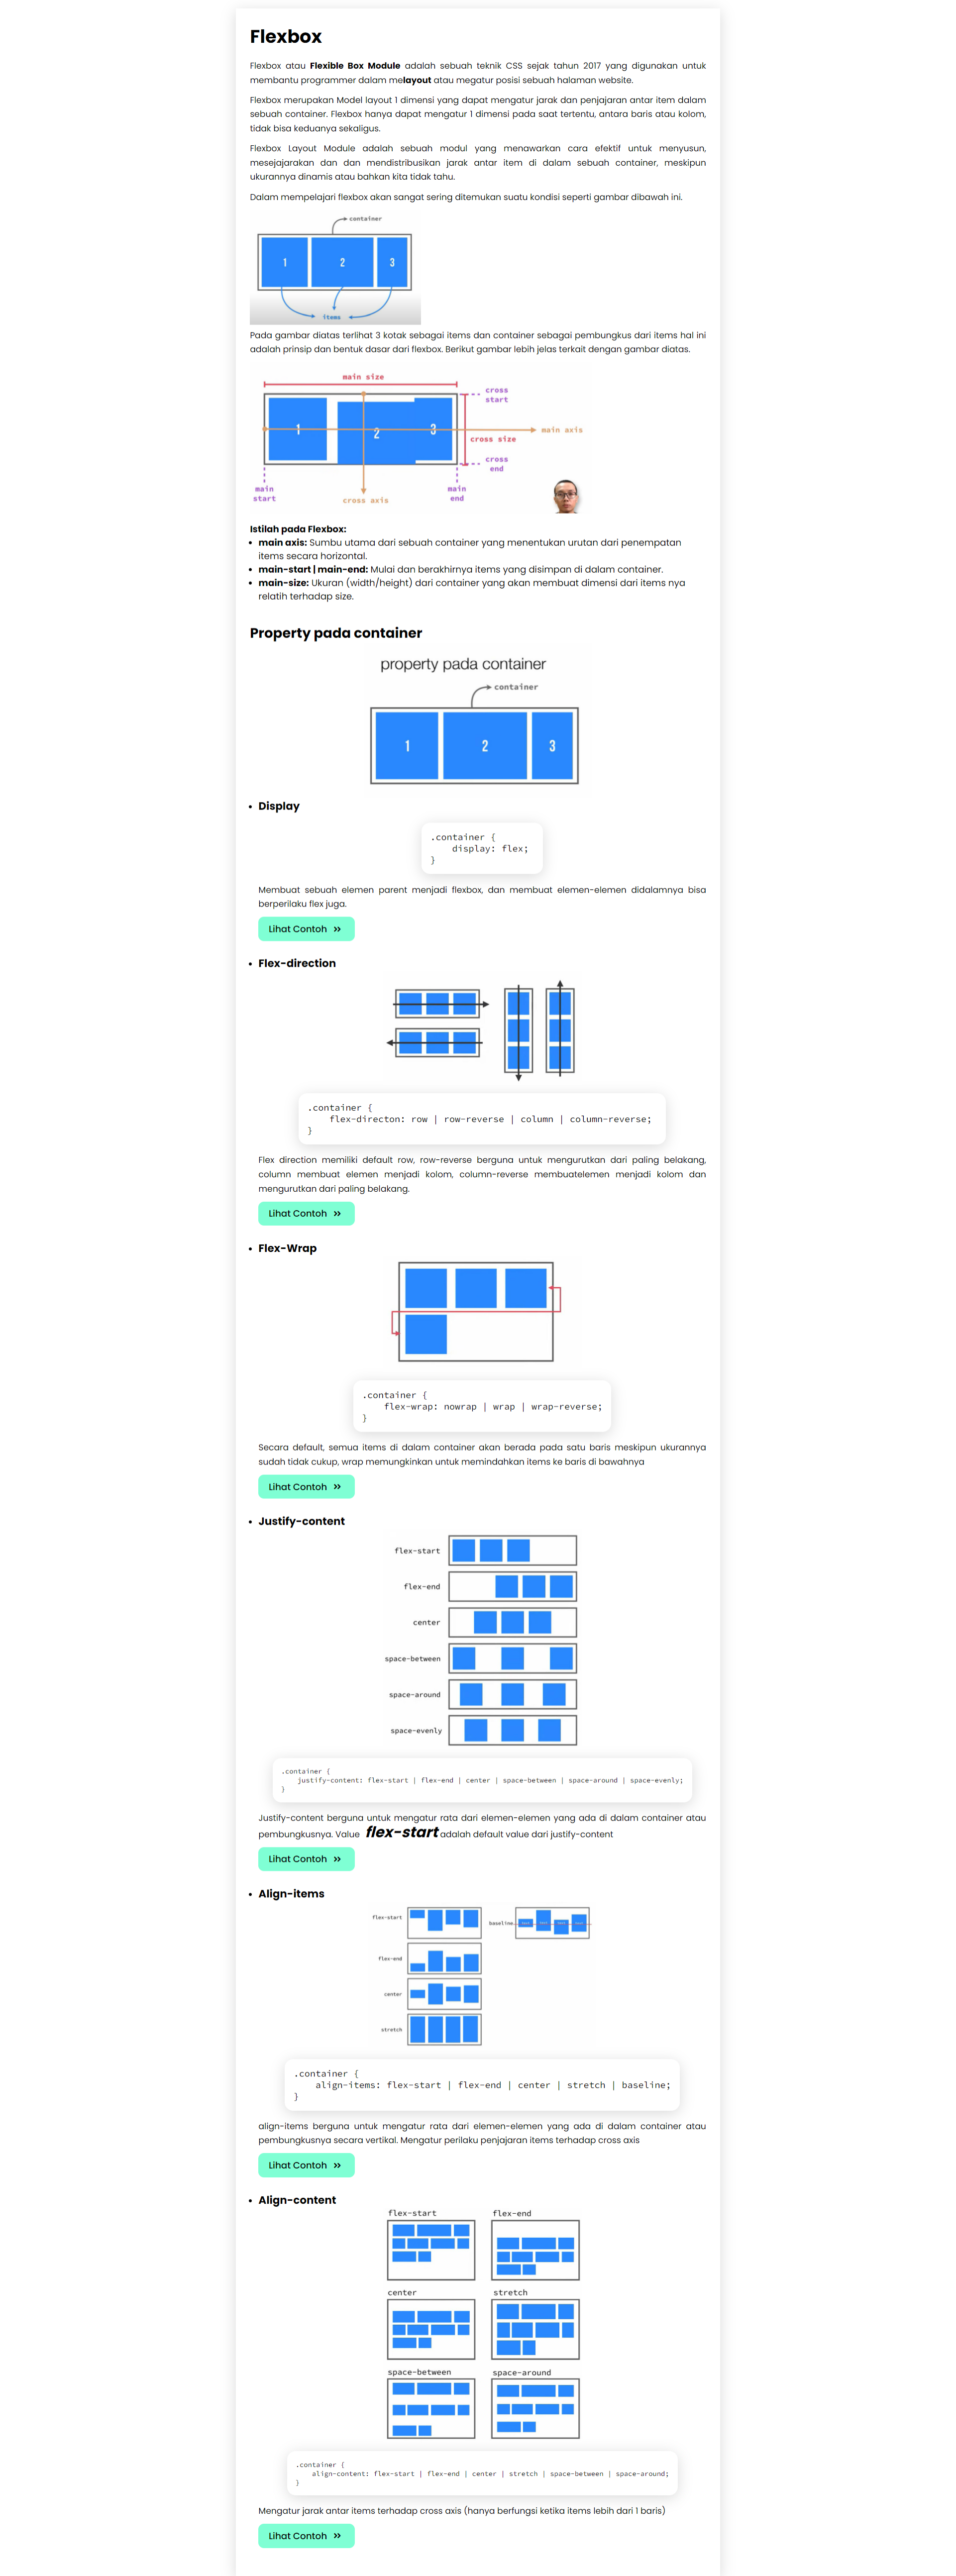 Flexbox
Flexbox atau Flexible Box Module adalah sebuah teknik CSS sejak tahun 2017 yang digunakan untuk
membantu programmer dalam melayout atau megatur posisi sebuah halaman website.
Flexbox merupakan Model layout 1 dimensi yang dapat mengatur jarak dan penjajaran antar item dalam
sebuah container. Flexbox hanya dapat mengatur 1 dimensi pada saat tertentu, antara baris atau kolom,
tidak bisa keduanya sekaligus.
Flexbox Layout Module adalah sebuah modul yang menawarkan cara efektif untuk menyusun,
mesejajarakan dan dan mendistribusikan jarak antar item di dalam sebuah container, meskipun
ukurannya dinamis atau bahkan kita tidak tahu.
Dalam mempelajari flexbox akan sangat sering ditemukan suatu kondisi seperti gambar dibawah ini.
container
1 2 3
items
Pada gambar diatas terlihat 3 kotak sebagai items dan container sebagai pembungkus dari items hal ini
adalah prinsip dan bentuk dasar dari flexbox. Berikut gambar lebih jelas terkait dengan gambar diatas.
main size
cross
start
1 2 3
main axis
cross size
cross
end
main
start
cross axis
main
end
Istilah pada Flexbox:
• main axis: Sumbu utama dari sebuah container yang menentukan urutan dari penempatan
items secara horizontal.
• main-start | main-end: Mulai dan berakhirnya items yang disimpan di dalam container.
• main-size: Ukuran (width/height) dari container yang akan membuat dimensi dari items nya
relatih terhadap size.
Property pada container
property pada container
container
1 2 3
• Display
.container {
display: flex;
}
Membuat sebuah elemen parent menjadi flexbox, dan membuat elemen-elemen didalamnya bisa
berperilaku flex juga.
Lihat Contoh »
• Flex-direction
.container {
flex-directon: row | row-reverse | column | column-reverse;
}
Flex direction memiliki default row, row-reverse berguna untuk mengurutkan dari paling belakang,
column membuat elemen menjadi kolom, column-reverse membuatelemen menjadi kolom dan
mengurutkan dari paling belakang.
Lihat Contoh »
• Flex-Wrap
.container {
flex-wrap: nowrap | wrap | wrap-reverse;
}
Secara default, semua items di dalam container akan berada pada satu baris meskipun ukurannya
sudah tidak cukup, wrap memungkinkan untuk memindahkan items ke baris di bawahnya
Lihat Contoh »
• Justify-content
flex-start
flex-end
center
space-between
space-around
space-evenly
.container {
justify-content: flex-start | flex-end | center | space-between | space-around | space-evenly;
}
Justify-content berguna untuk mengatur rata dari elemen-elemen yang ada di dalam container atau
pembungkusnya. Value flex-start adalah default value dari justify-content
Lihat Contoh »
• Align-items
flex-start
baseline
flex-end
center
stretch
.container {
align-items: flex-start | flex-end | center | stretch | baseline;
}
align-items berguna untuk mengatur rata dari elemen-elemen yang ada di dalam container atau
pembungkusnya secara vertikal. Mengatur perilaku penjajaran items terhadap cross axis
Lihat Contoh »
• Align-content
flex-start flex-end
center stretch
space-between space-around
.container {
align-content: flex-start | flex-end | center | stretch | space-between | space-around;
}
Mengatur jarak antar items terhadap cross axis (hanya berfungsi ketika items lebih dari 1 baris)
Lihat Contoh »